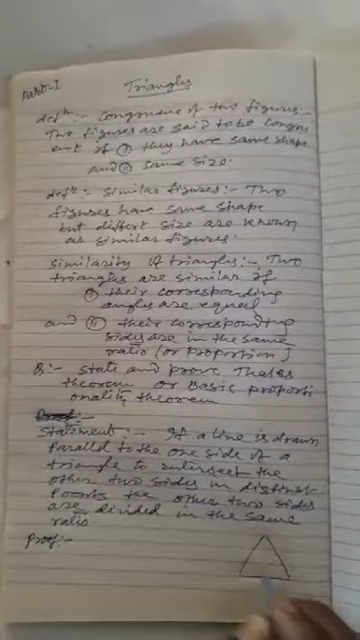 Part-I
Triangles
defn:- Congruence of two figures:-
Two figures are said to be congru
ent if (i) they have same shape
and (ii) same size.
defn:- Similar figures:- Two
figures have same shape
but differt size are known
as similar figures.
Similarity of triangles:- Two
triangles are similar if
(i) their corresponding
angles are equal
and (ii) their corresponding
sides are in the same
ratio (or proportion)
Q:- State and prove Thales
theorem or Basic proporti
onality theorem
Proof:-
Statement:- If a line is drawn
parallel to the one side of a
triangle to intersect the
other two sides in distinct
points the other two sides
are divided in the same
ratio.
Proof:-